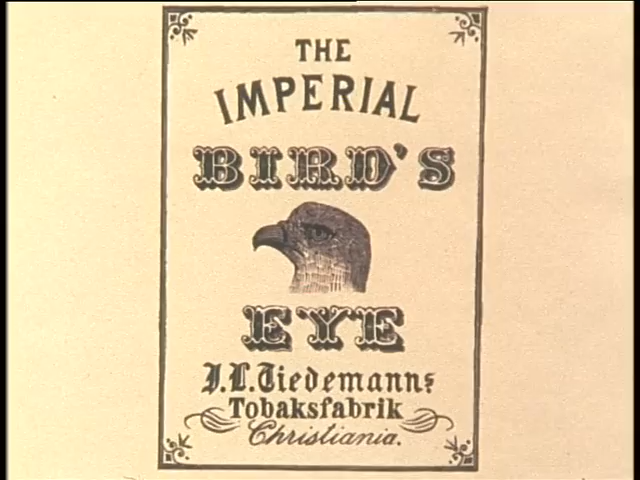 THE
IMPERIAL
BIRD'S
EYE
J.L. Tiedemanns
Tobaksfabrik
Christiania.